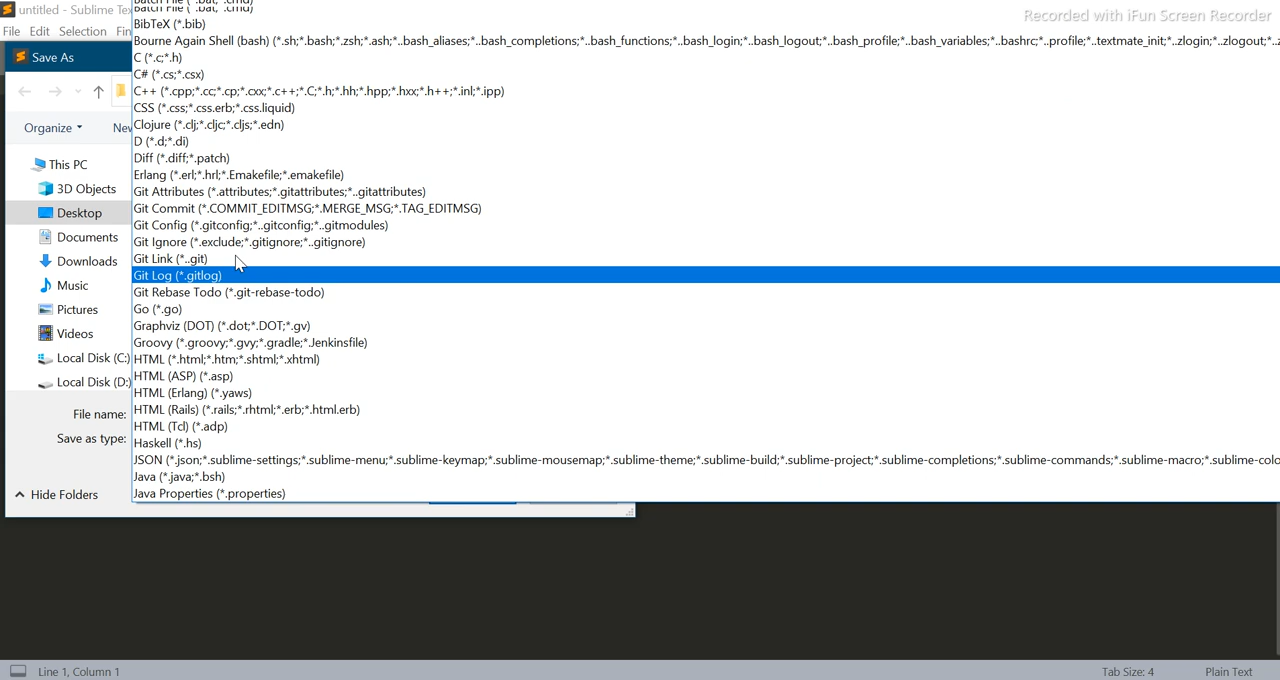 untitled - Sublime Te
Recorded with iFun Screen Recorder
File Edit Selection Fin
Save As
Organize
New
This PC
3D Objects
Desktop
Documents
Downloads
Music
Pictures
Videos
Local Disk (C:)
Local Disk (D:)
File name:
Save as type:
Hide Folders
Batch File (*.bat;*.cmd)
BibTeX (*.bib)
Bourne Again Shell (bash) (*.sh;*.bash;*.zsh;*.ash;*..bash_aliases;*..bash_completions;*..bash_functions;*..bash_login;*..bash_logout;*..bash_profile;*..bash_variables;*..bashrc;*..profile;*..textmate_init;*..zlogin;*..zlogout;*..z
C (*.c;*.h)
C# (*.cs;*.csx)
C++ (*.cpp;*.cc;*.cp;*.cxx;*.c++;*.C;*.h;*.hh;*.hpp;*.hxx;*.h++;*.inl;*.ipp)
CSS (*.css;*.css.erb;*.css.liquid)
Clojure (*.clj;*.cljc;*.cljs;*.edn)
D (*.d;*.di)
Diff (*.diff;*.patch)
Erlang (*.erl;*.hrl;*.Emakefile;*.emakefile)
Git Attributes (*.attributes;*.gitattributes;*..gitattributes)
Git Commit (*.COMMIT_EDITMSG;*.MERGE_MSG;*.TAG_EDITMSG)
Git Config (*.gitconfig;*..gitconfig;*..gitmodules)
Git Ignore (*.exclude;*.gitignore;*..gitignore)
Git Link (*..git)
Git Log (*.gitlog)
Git Rebase Todo (*.git-rebase-todo)
Go (*.go)
Graphviz (DOT) (*.dot;*.DOT;*.gv)
Groovy (*.groovy;*.gvy;*.gradle;*.Jenkinsfile)
HTML (*.html;*.htm;*.shtml;*.xhtml)
HTML (ASP) (*.asp)
HTML (Erlang) (*.yaws)
HTML (Rails) (*.rails;*.rhtml;*.erb;*.html.erb)
HTML (Tcl) (*.adp)
Haskell (*.hs)
JSON (*.json;*.sublime-settings;*.sublime-menu;*.sublime-keymap;*.sublime-mousemap;*.sublime-theme;*.sublime-build;*.sublime-project;*.sublime-completions;*.sublime-commands;*.sublime-macro;*.sublime-colo
Java (*.java;*.bsh)
Java Properties (*.properties)
Line 1, Column 1
Tab Size: 4
Plain Text